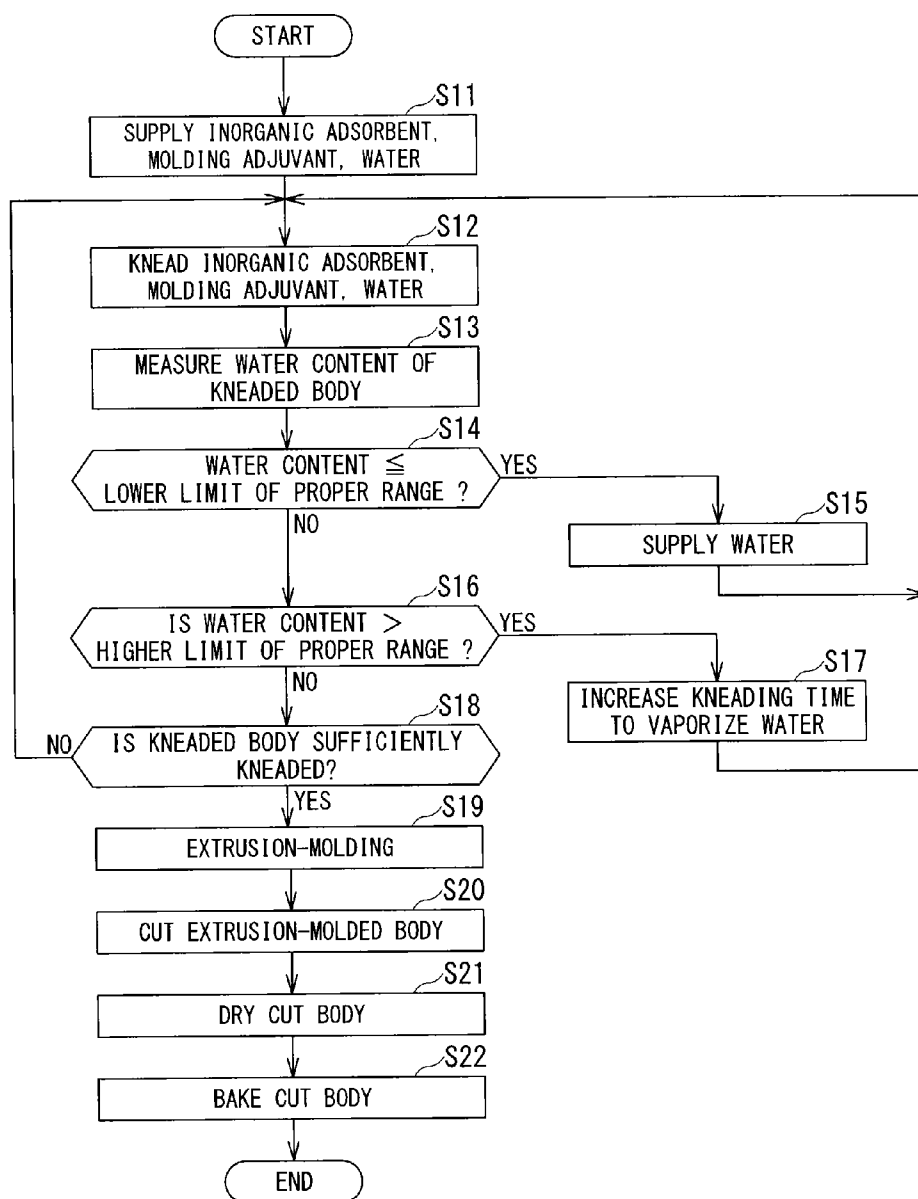 START
S11
SUPPLY INORGANIC ADSORBENT,
MOLDING ADJUVANT, WATER
S12
KNEAD INORGANIC ADSORBENT,
MOLDING ADJUVANT, WATER
S13
MEASURE WATER CONTENT OF
KNEADED BODY
S14
WATER CONTENT ≦
LOWER LIMIT OF PROPER RANGE ?
YES
NO
S15
SUPPLY WATER
S16
IS WATER CONTENT >
HIGHER LIMIT OF PROPER RANGE ?
YES
NO
S17
INCREASE KNEADING TIME
TO VAPORIZE WATER
S18
IS KNEADED BODY SUFFICIENTLY
KNEADED?
NO
YES
S19
EXTRUSION-MOLDING
S20
CUT EXTRUSION-MOLDED BODY
S21
DRY CUT BODY
S22
BAKE CUT BODY
END